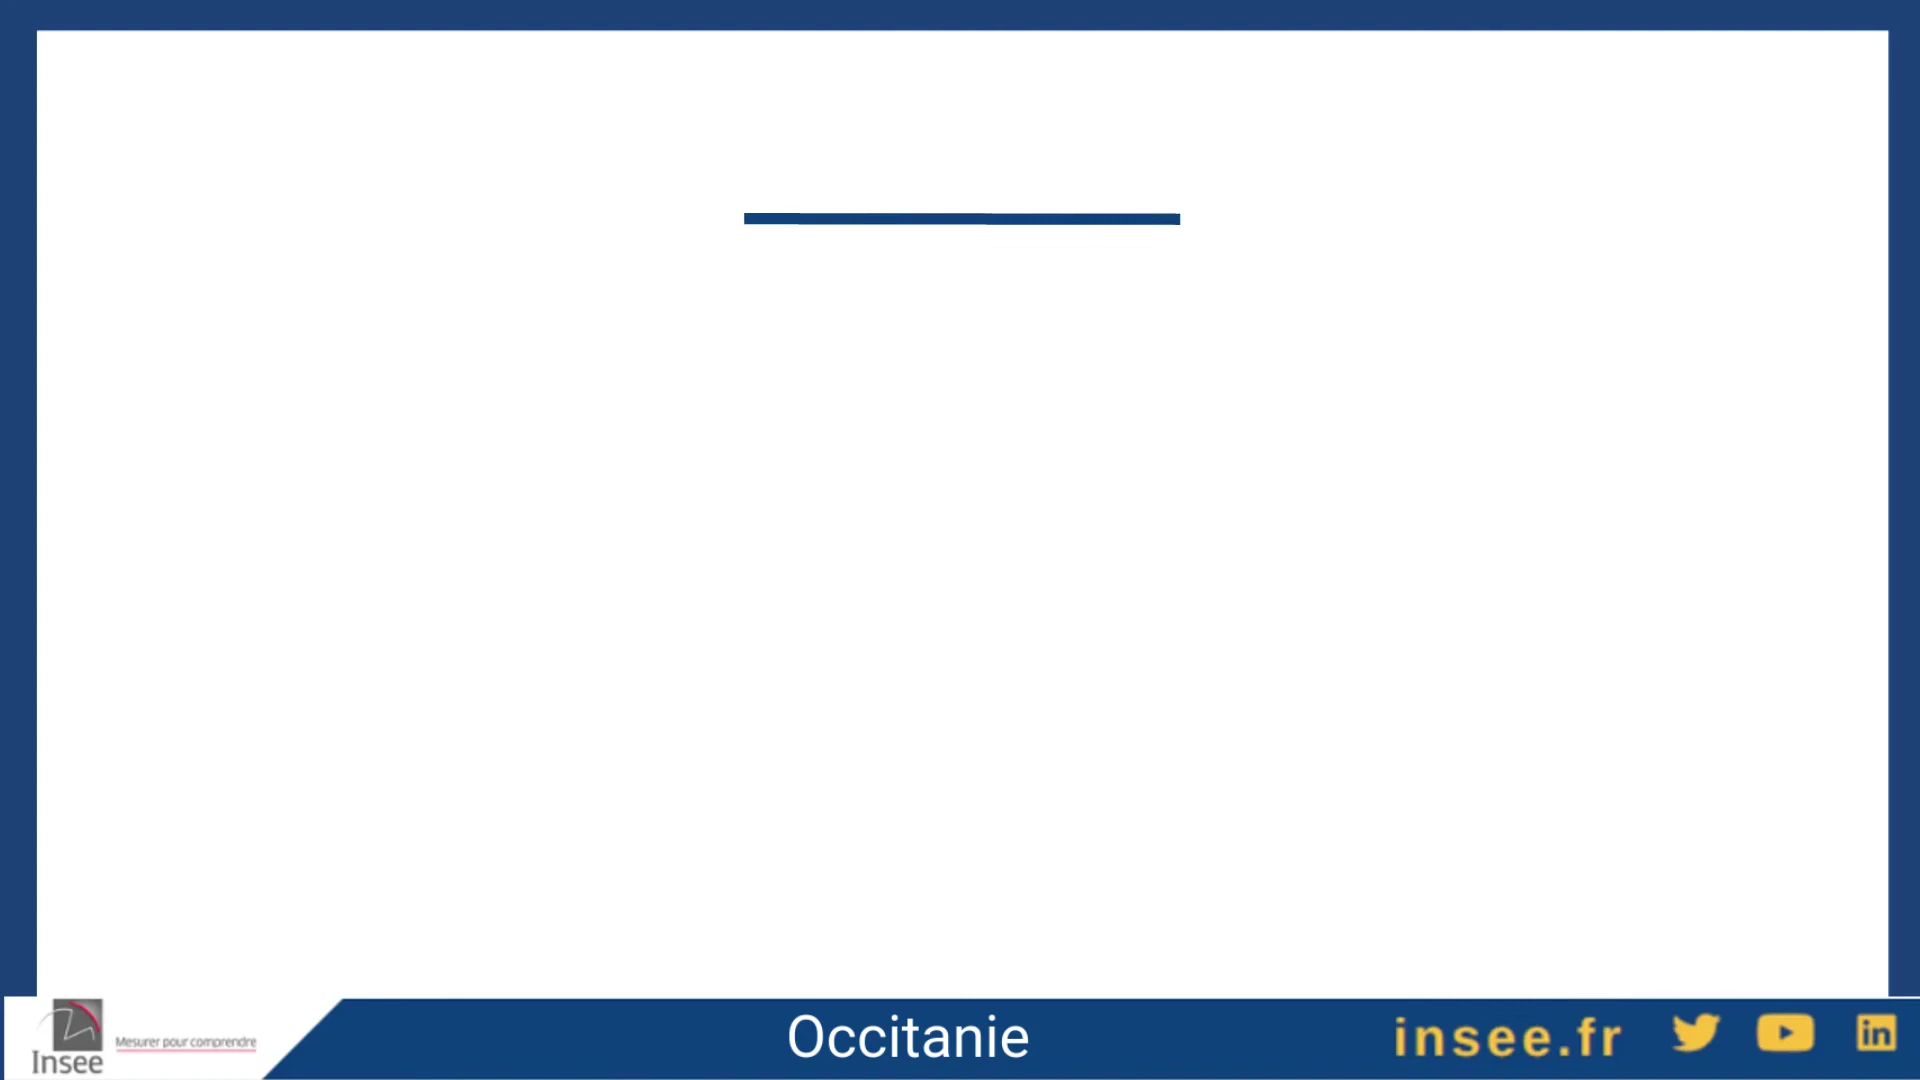 Insee
Mesurer pour comprendre
Occitanie
insee.fr
in